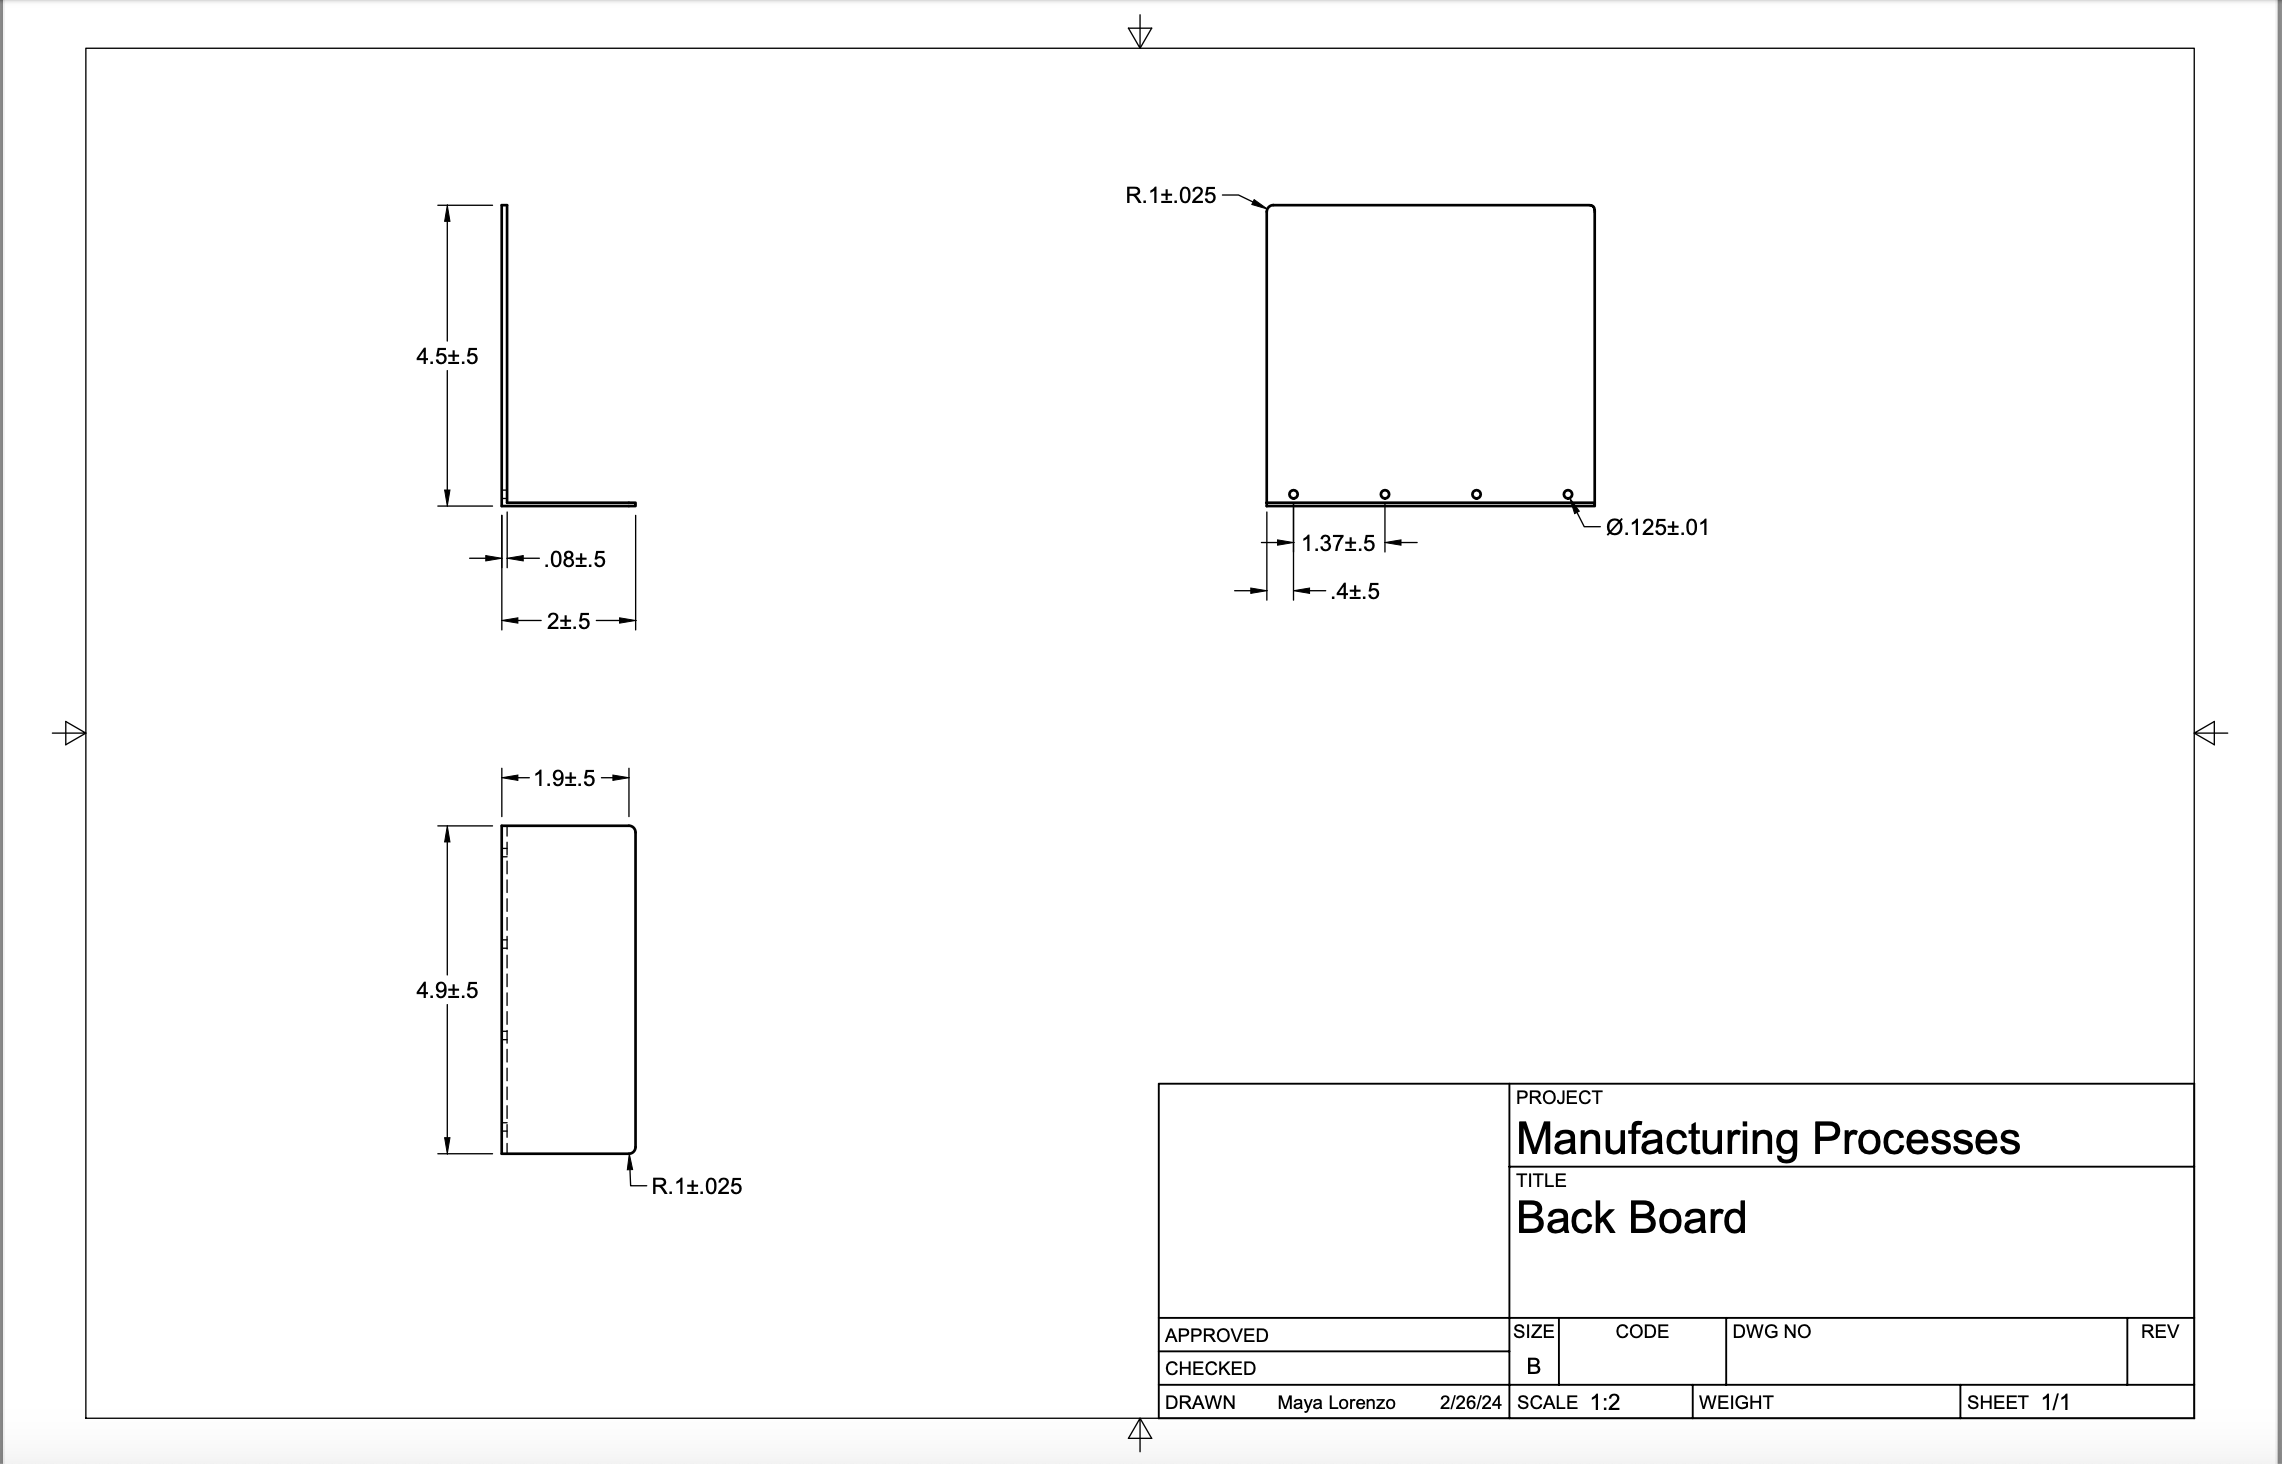 R.1±.025
4.5±.5
Ø.125±.01
1.37±.5
.08±.5
.4±.5
2±.5
1.9±.5
4.9±.5
R.1±.025
PROJECT
Manufacturing Processes
TITLE
Back Board
APPROVED
SIZE CODE DWG NO REV
B
CHECKED
DRAWN Maya Lorenzo 2/26/24 SCALE 1:2 WEIGHT SHEET 1/1